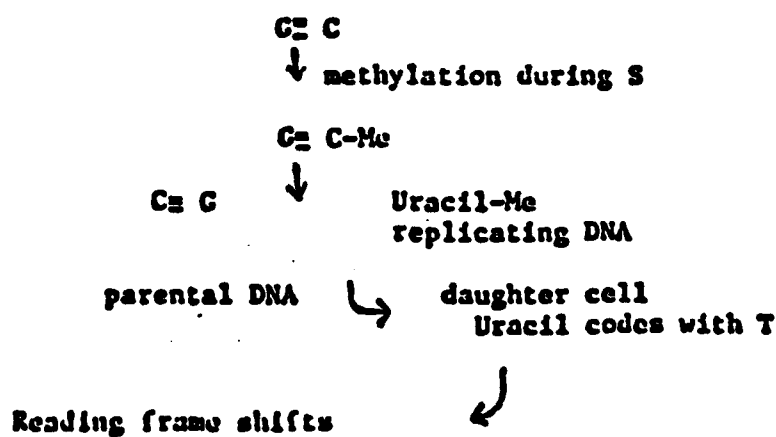 G≡ C
methylation during S
G≡ C-Me
C≡ G Uracil-Me
replicating DNA
parental DNA daughter cell
Uracil codes with T
Reading frame shifts